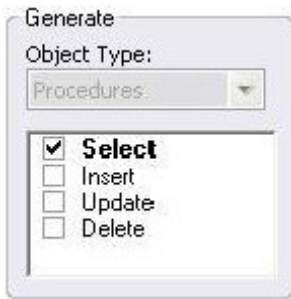 Generate
Object Type:
Procedures
Select
Insert
Update
Delete